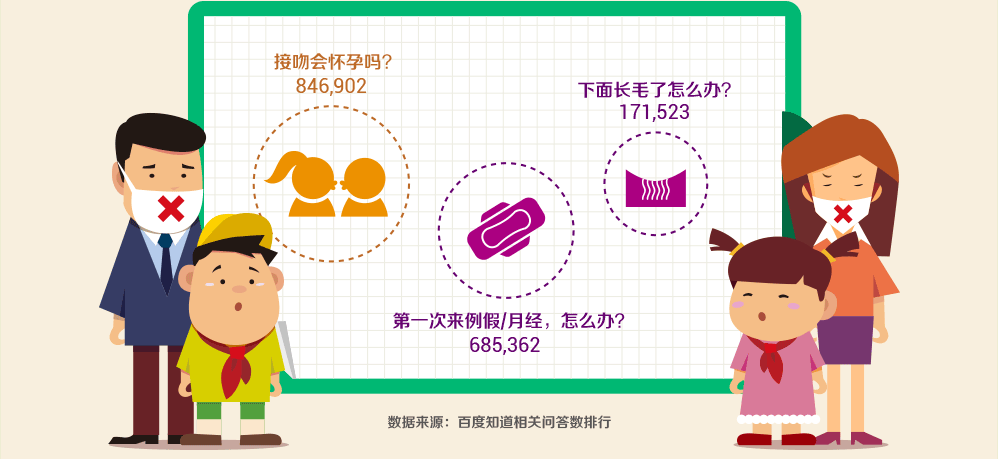 接吻会怀孕吗？
846,902
下面长毛了怎么办？
171,523
第一次来例假/月经，怎么办？
685,362
数据来源：百度知道相关问答数排行